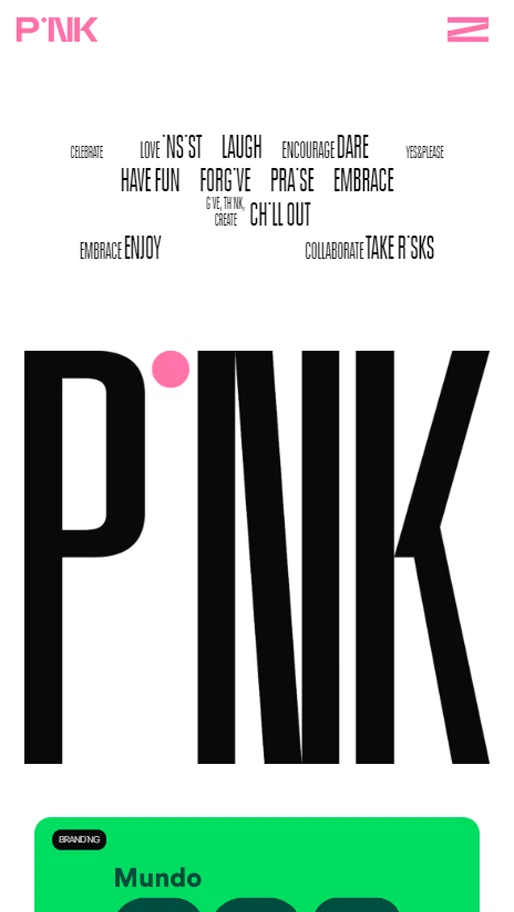 P˙NK
CELEBRATE LOVE ˙NS˙ST LAUGH ENCOURAGE DARE YES&PLEASE
HAVE FUN FORG˙VE PRA˙SE EMBRACE
G˙VE, TH˙NK,
CREATE CH˙LL OUT
EMBRACE ENJOY COLLABORATE TAKE R˙SKS
P˙NK
BRAND˙NG
Mundo